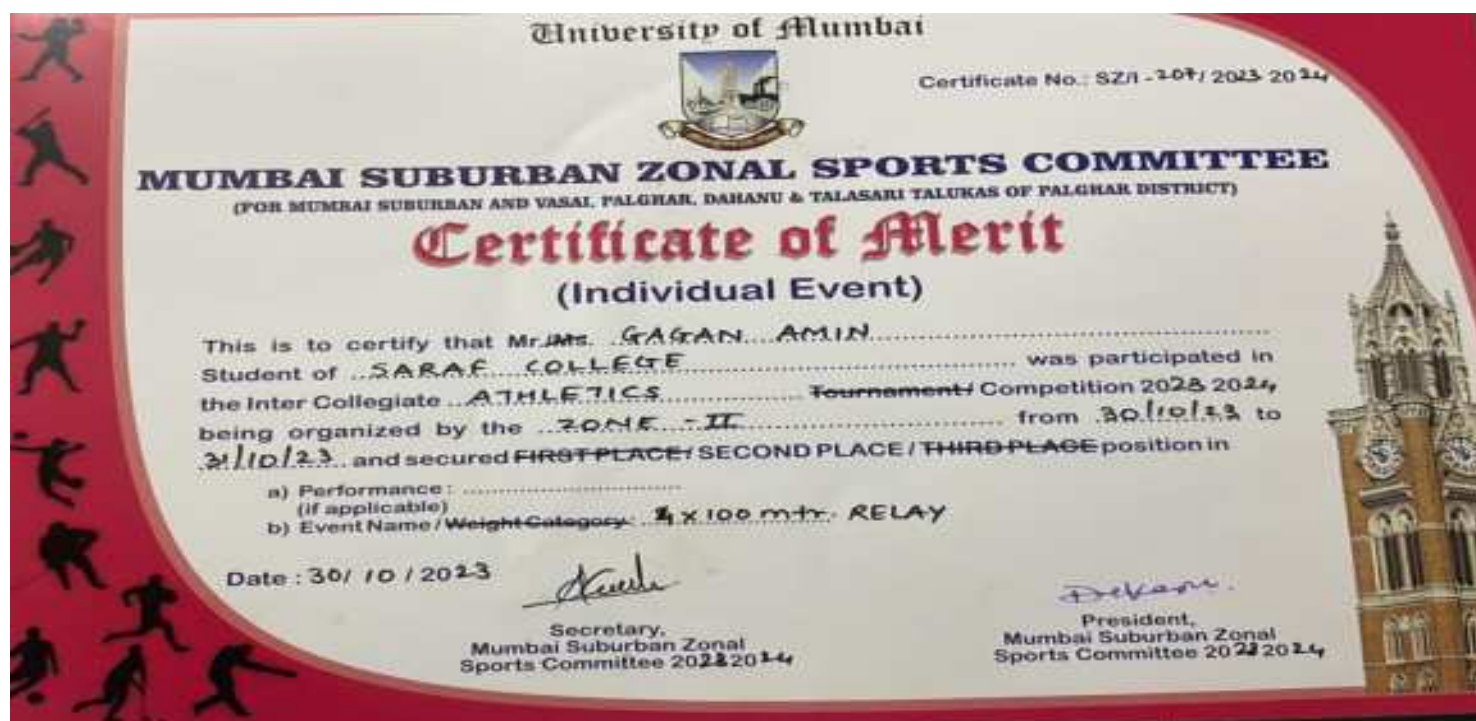 University of Mumbai
Certificate No.: SZ/I - 207/ 2023 2024
MUMBAI SUBURBAN ZONAL SPORTS COMMITTEE
(FOR MUMBAI SUBURBAN AND VASAI, PALGHAR, DAHANU & TALASARI TALUKAS OF PALGHAR DISTRICT)
Certificate of Merit
(Individual Event)
This is to certify that Mr./Ms. GAGAN AMIN
Student of SARAF COLLEGE was participated in
the Inter Collegiate ATHLETICS Tournament/ Competition 2023 2024
being organized by the ZONE - II from 30/10/23 to
31/10/23 and secured FIRST PLACE/ SECOND PLACE / THIRD PLACE position in
a) Performance :
(if applicable)
b) Event Name / Weight Category : 4 x 100 mtr. RELAY
Date : 30/ 10 / 2023
Secretary,
Mumbai Suburban Zonal
Sports Committee 2023 2024
President,
Mumbai Suburban Zonal
Sports Committee 2023 2024